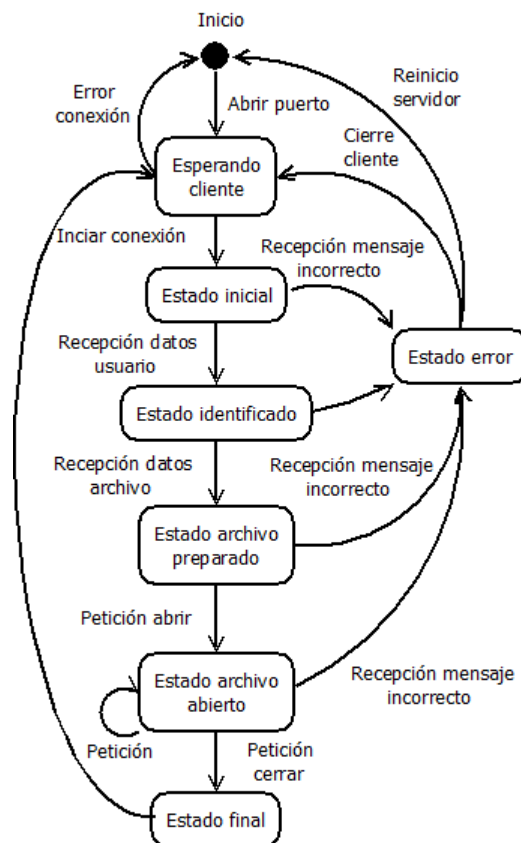 Inicio
Reinicio
servidor
Error
conexión
Abrir puerto
Cierre
cliente
Esperando
cliente
Inciar conexión
Recepción mensaje
incorrecto
Estado inicial
Estado error
Recepción datos
usuario
Estado identificado
Recepción datos
archivo
Recepción mensaje
incorrecto
Estado archivo
preparado
Petición abrir
Estado archivo
abierto
Recepción mensaje
incorrecto
Petición
Petición
cerrar
Estado final